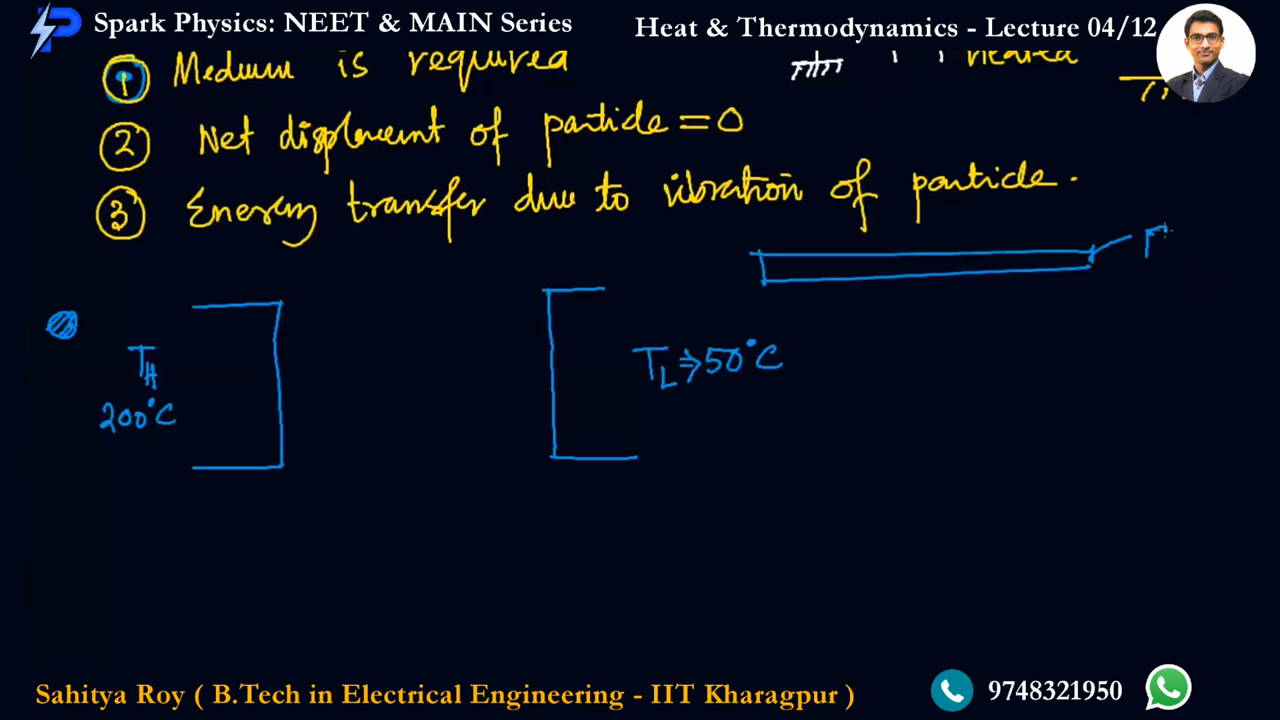 Spark Physics: NEET & MAIN Series
Heat & Thermodynamics - Lecture 04/12
① Medium is required
heated
② Net displacemnt of particle = 0
③ Energy transfer due to vibration of particle.
T_H
200°C
T_L ⇒ 50°C
Sahitya Roy ( B.Tech in Electrical Engineering - IIT Kharagpur )
9748321950